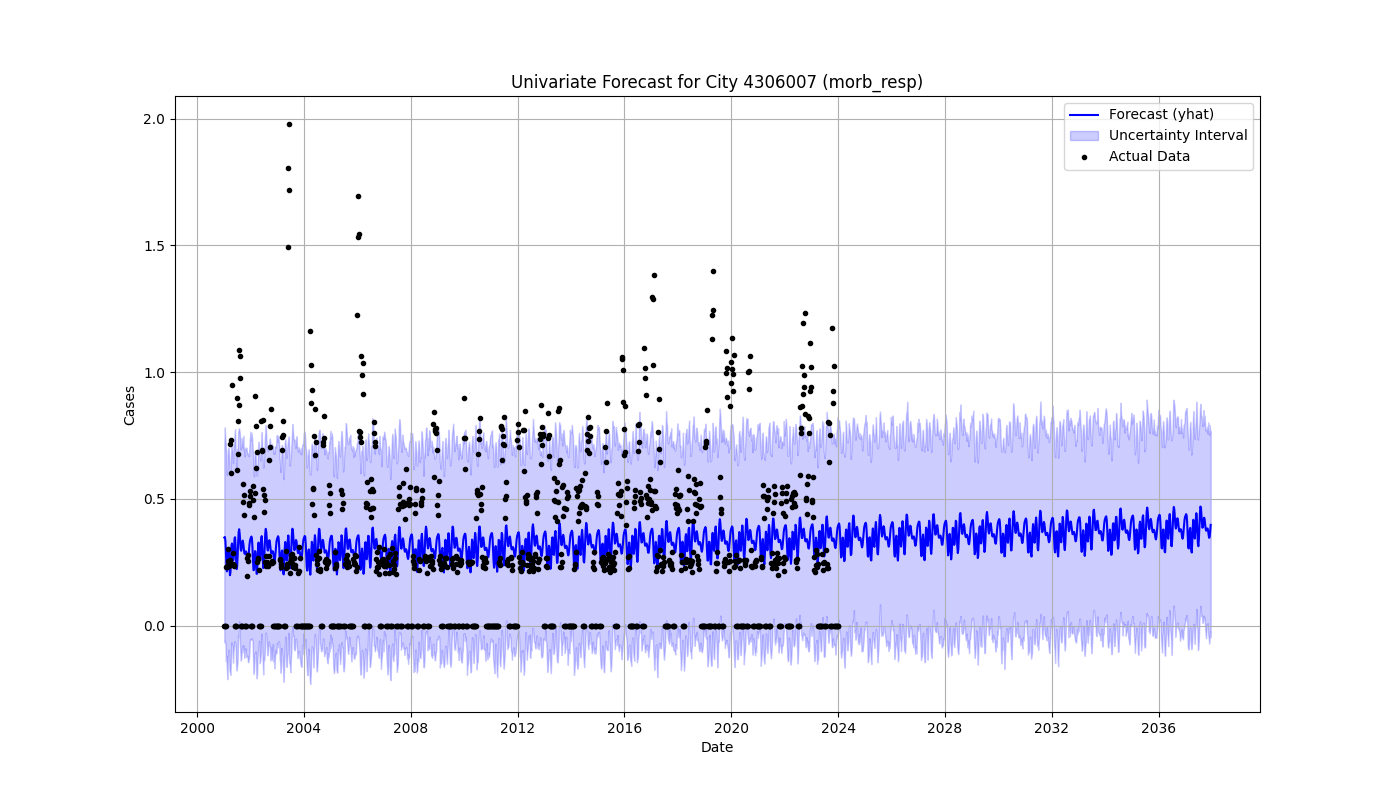 Univariate Forecast for City 4306007 (morb_resp)
Forecast (yhat)
Uncertainty Interval
Actual Data
2.0
1.5
1.0
0.5
0.0
Cases
2000 2004 2008 2012 2016 2020 2024 2028 2032 2036
Date